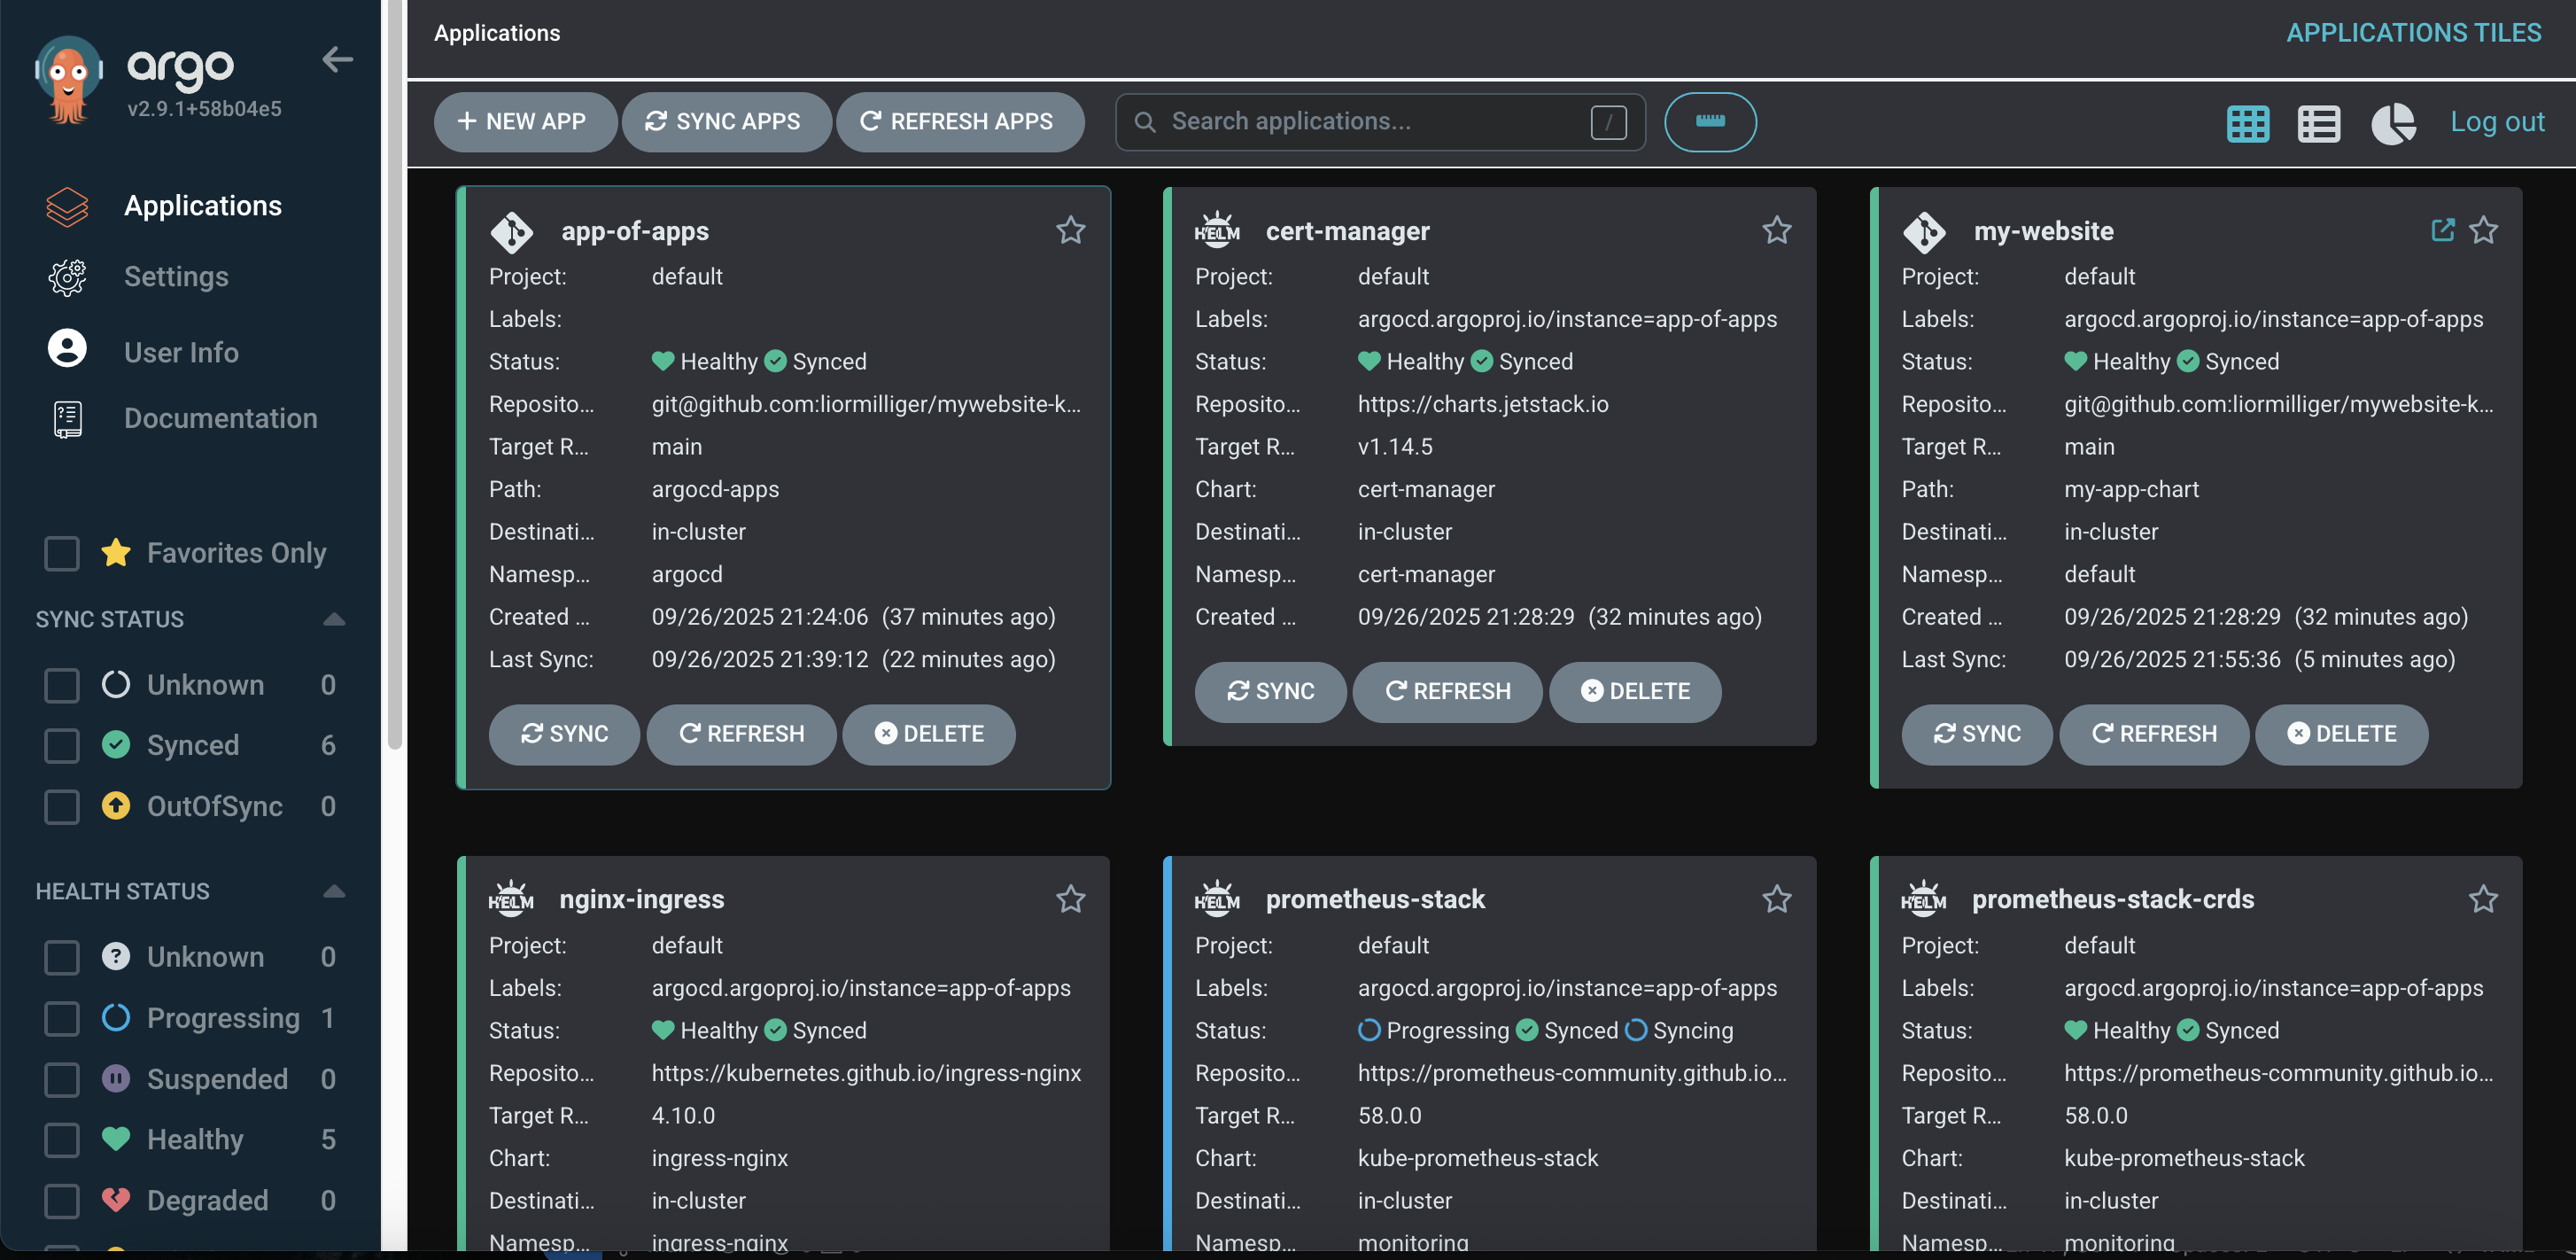 argo
v2.9.1+58b04e5
Applications
Settings
User Info
Documentation
Favorites Only
SYNC STATUS
Unknown 0
Synced 6
OutOfSync 0
HEALTH STATUS
Unknown 0
Progressing 1
Suspended 0
Healthy 5
Degraded 0
Applications APPLICATIONS TILES
+ NEW APP SYNC APPS REFRESH APPS Search applications... / Log out
app-of-apps
Project: default
Labels:
Status: Healthy Synced
Reposito... git@github.com:liormilliger/mywebsite-k...
Target R... main
Path: argocd-apps
Destinati... in-cluster
Namesp... argocd
Created ... 09/26/2025 21:24:06 (37 minutes ago)
Last Sync: 09/26/2025 21:39:12 (22 minutes ago)
SYNC REFRESH DELETE
HELM cert-manager
Project: default
Labels: argocd.argoproj.io/instance=app-of-apps
Status: Healthy Synced
Reposito... https://charts.jetstack.io
Target R... v1.14.5
Chart: cert-manager
Destinati... in-cluster
Namesp... cert-manager
Created ... 09/26/2025 21:28:29 (32 minutes ago)
SYNC REFRESH DELETE
my-website
Project: default
Labels: argocd.argoproj.io/instance=app-of-apps
Status: Healthy Synced
Reposito... git@github.com:liormilliger/mywebsite-k...
Target R... main
Path: my-app-chart
Destinati... in-cluster
Namesp... default
Created ... 09/26/2025 21:28:29 (32 minutes ago)
Last Sync: 09/26/2025 21:55:36 (5 minutes ago)
SYNC REFRESH DELETE
HELM nginx-ingress
Project: default
Labels: argocd.argoproj.io/instance=app-of-apps
Status: Healthy Synced
Reposito... https://kubernetes.github.io/ingress-nginx
Target R... 4.10.0
Chart: ingress-nginx
Destinati... in-cluster
Namesp... ingress-nginx
HELM prometheus-stack
Project: default
Labels: argocd.argoproj.io/instance=app-of-apps
Status: Progressing Synced Syncing
Reposito... https://prometheus-community.github.io...
Target R... 58.0.0
Chart: kube-prometheus-stack
Destinati... in-cluster
Namesp... monitoring
HELM prometheus-stack-crds
Project: default
Labels: argocd.argoproj.io/instance=app-of-apps
Status: Healthy Synced
Reposito... https://prometheus-community.github.io...
Target R... 58.0.0
Chart: kube-prometheus-stack
Destinati... in-cluster
Namesp... monitoring